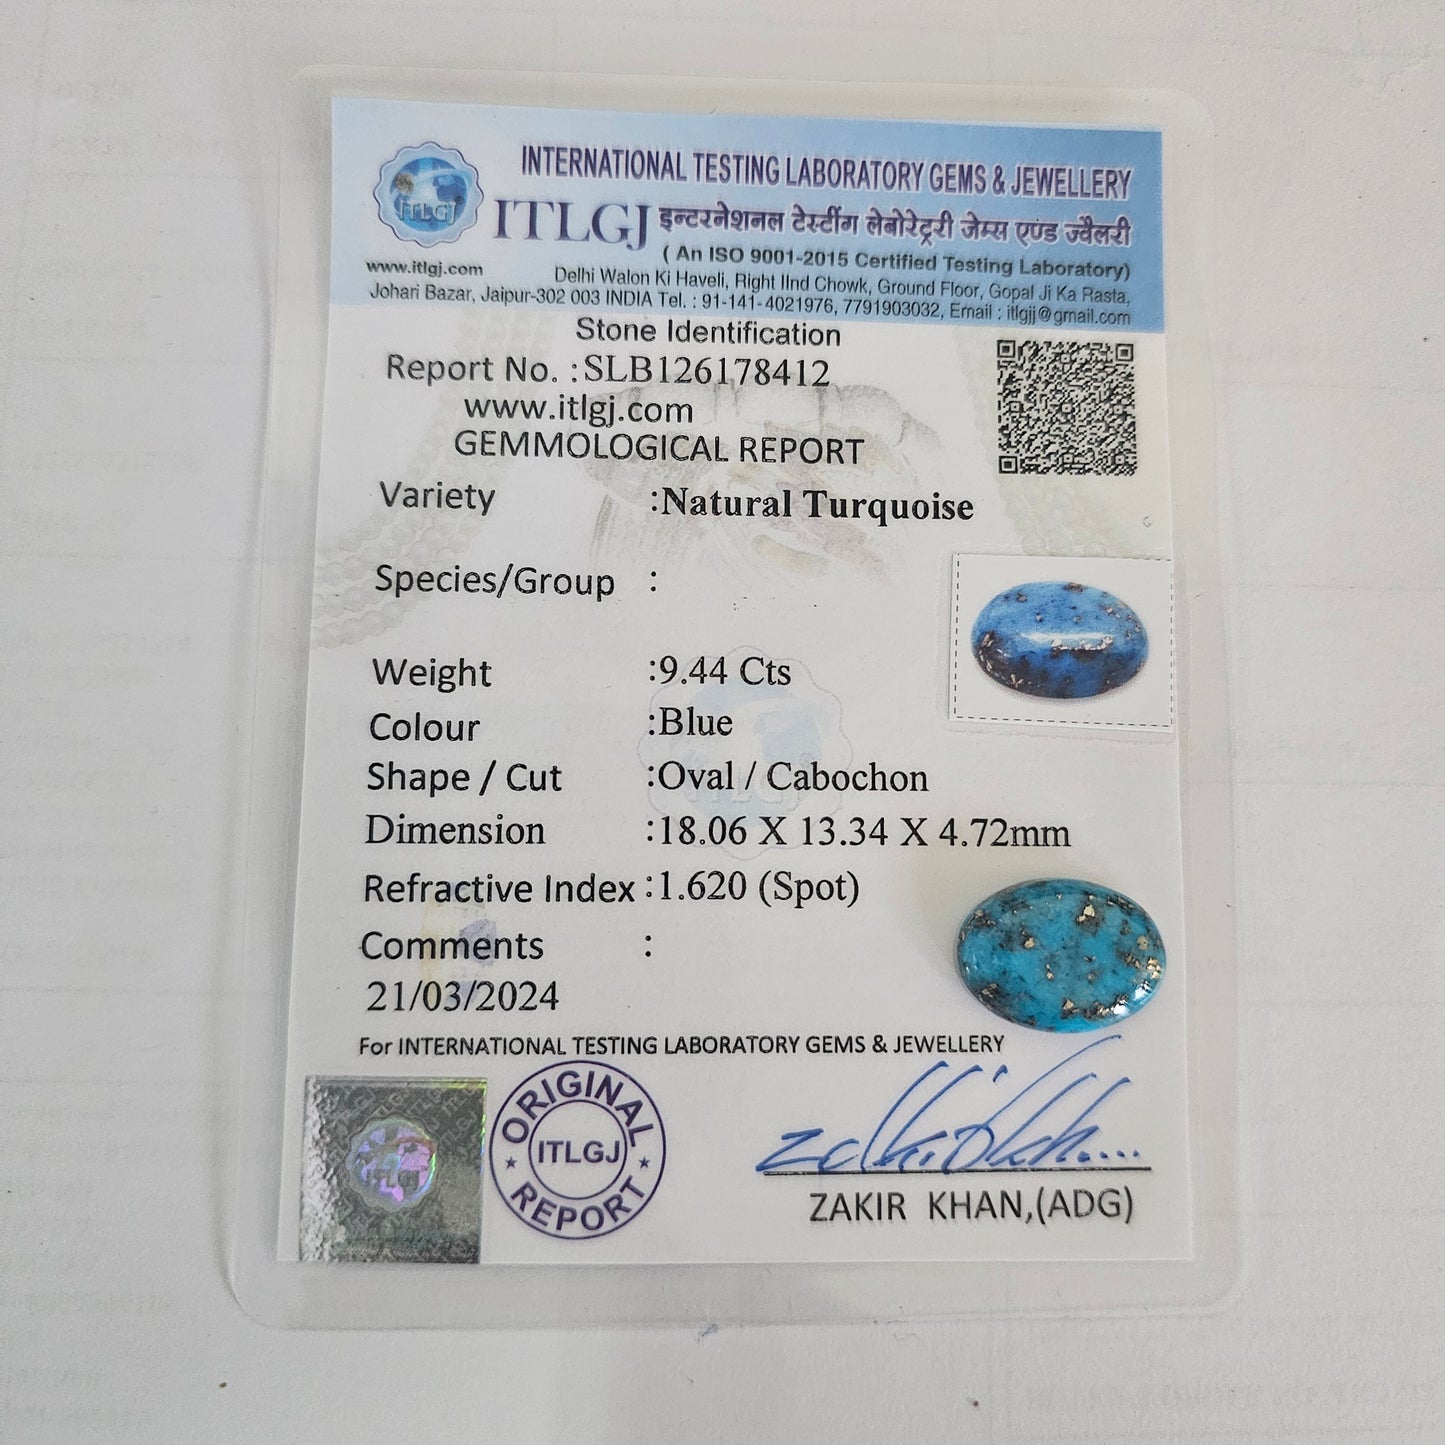 INTERNATIONAL TESTING LABORATORY GEMS & JEWELLERY
ITLGJ
ITLGJ इन्टरनेशनल टेस्टींग लेबोरेट्ररी जेम्स एण्ड ज्वैलरी
( An ISO 9001-2015 Certified Testing Laboratory)
www.itlgj.com Delhi Walon Ki Haveli, Right IInd Chowk, Ground Floor, Gopal Ji Ka Rasta,
Johari Bazar, Jaipur-302 003 INDIA Tel. : 91-141-4021976, 7791903032, Email : itlgjj@gmail.com
Stone Identification
Report No. :SLB126178412
www.itlgj.com
GEMMOLOGICAL REPORT
Variety :Natural Turquoise
Species/Group :
Weight :9.44 Cts
Colour :Blue
Shape / Cut :Oval / Cabochon
Dimension :18.06 X 13.34 X 4.72mm
Refractive Index :1.620 (Spot)
Comments :
21/03/2024
For INTERNATIONAL TESTING LABORATORY GEMS & JEWELLERY
ORIGINAL
ITLGJ
REPORT
ZAKIR KHAN,(ADG)